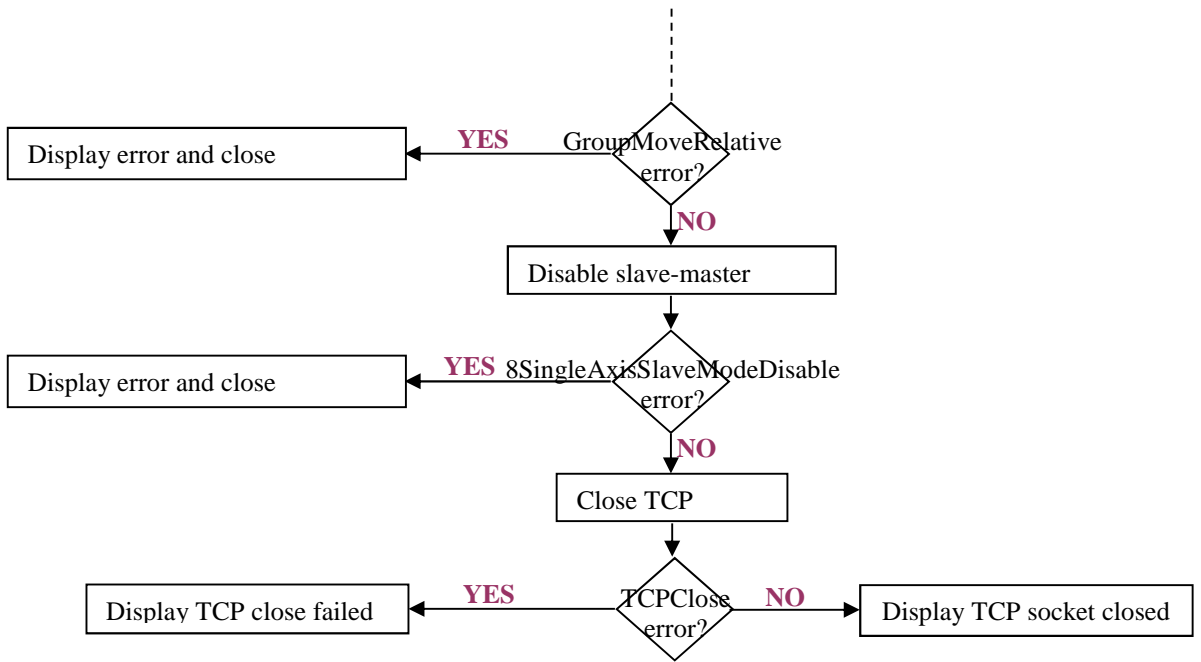 GroupMoveRelative
error?
YES
Display error and close
NO
Disable slave-master
8SingleAxisSlaveModeDisable
error?
YES
Display error and close
NO
Close TCP
TCPClose
error?
YES
Display TCP close failed
NO
Display TCP socket closed